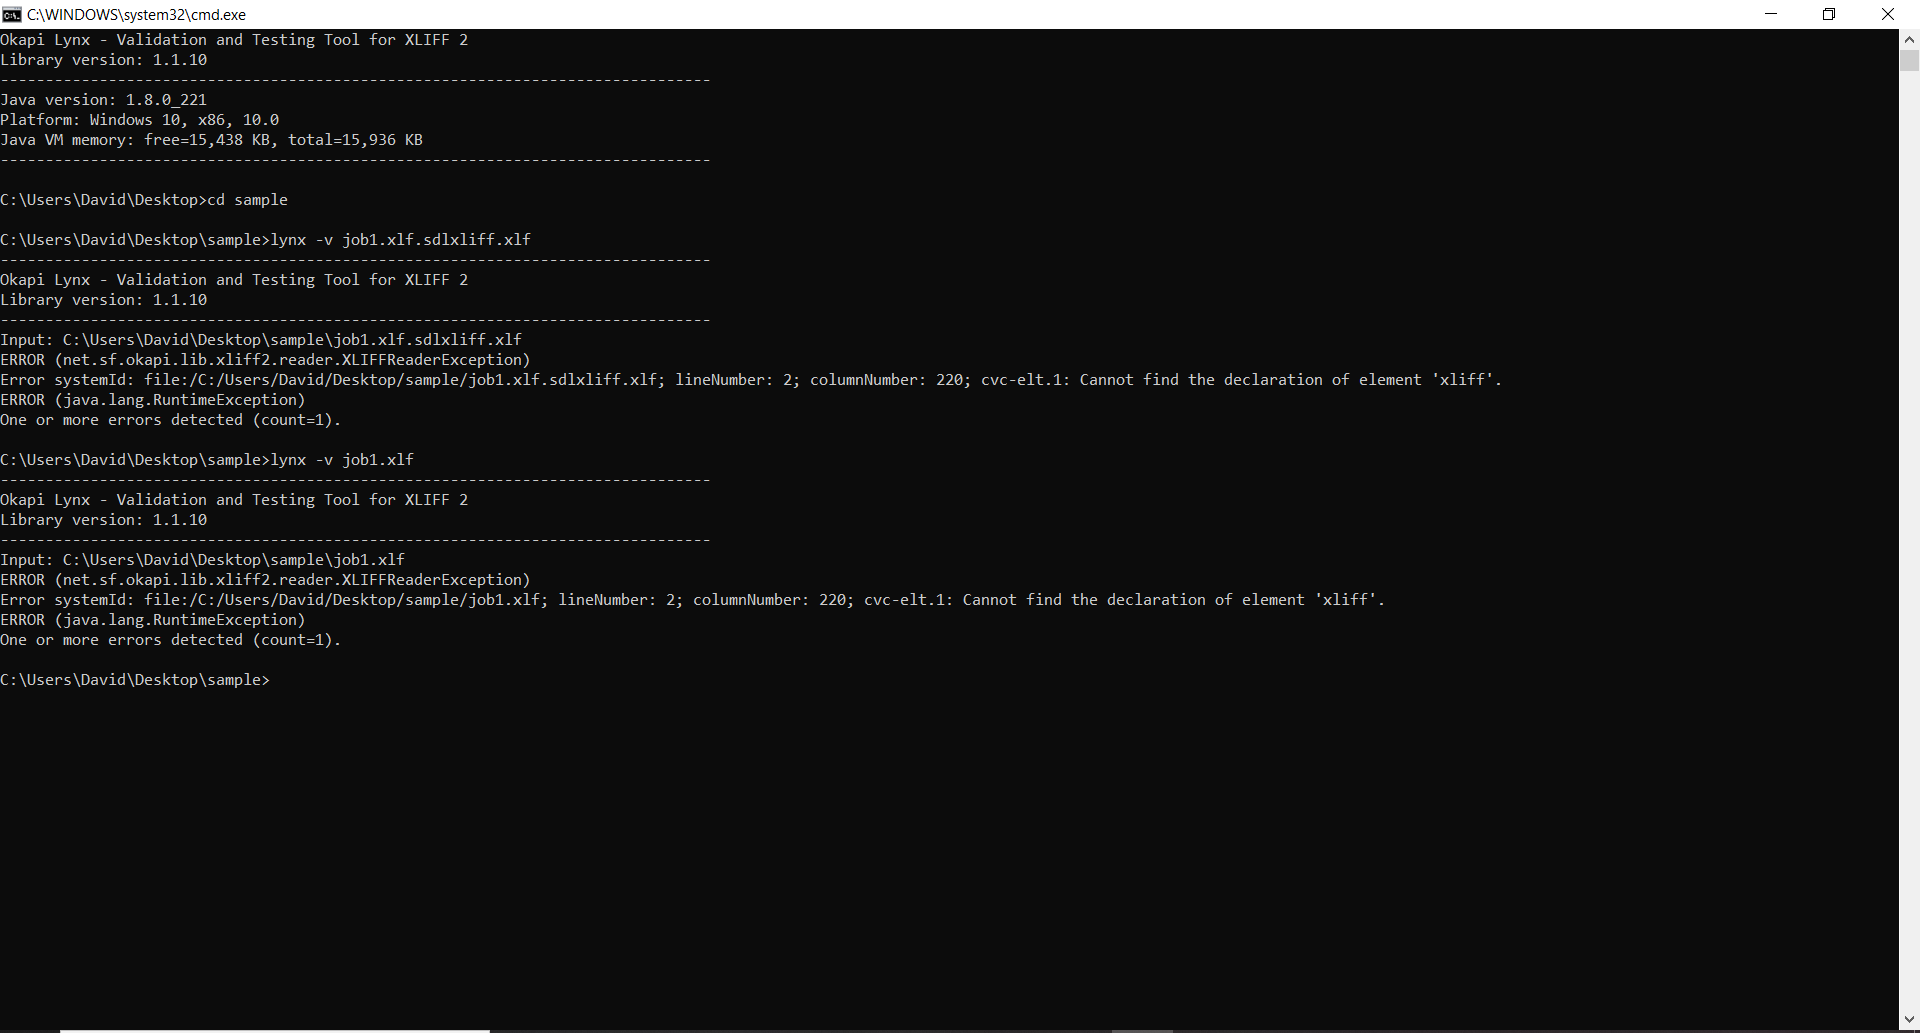 C:\WINDOWS\system32\cmd.exe
Okapi Lynx - Validation and Testing Tool for XLIFF 2
Library version: 1.1.10
-------------------------------------------------------------------------------
Java version: 1.8.0_221
Platform: Windows 10, x86, 10.0
Java VM memory: free=15,438 KB, total=15,936 KB
-------------------------------------------------------------------------------
C:\Users\David\Desktop>cd sample
C:\Users\David\Desktop\sample>lynx -v job1.xlf.sdlxliff.xlf
-------------------------------------------------------------------------------
Okapi Lynx - Validation and Testing Tool for XLIFF 2
Library version: 1.1.10
-------------------------------------------------------------------------------
Input: C:\Users\David\Desktop\sample\job1.xlf.sdlxliff.xlf
ERROR (net.sf.okapi.lib.xliff2.reader.XLIFFReaderException)
Error systemId: file:/C:/Users/David/Desktop/sample/job1.xlf.sdlxliff.xlf; lineNumber: 2; columnNumber: 220; cvc-elt.1: Cannot find the declaration of element 'xliff'.
ERROR (java.lang.RuntimeException)
One or more errors detected (count=1).
C:\Users\David\Desktop\sample>lynx -v job1.xlf
-------------------------------------------------------------------------------
Okapi Lynx - Validation and Testing Tool for XLIFF 2
Library version: 1.1.10
-------------------------------------------------------------------------------
Input: C:\Users\David\Desktop\sample\job1.xlf
ERROR (net.sf.okapi.lib.xliff2.reader.XLIFFReaderException)
Error systemId: file:/C:/Users/David/Desktop/sample/job1.xlf; lineNumber: 2; columnNumber: 220; cvc-elt.1: Cannot find the declaration of element 'xliff'.
ERROR (java.lang.RuntimeException)
One or more errors detected (count=1).
C:\Users\David\Desktop\sample>